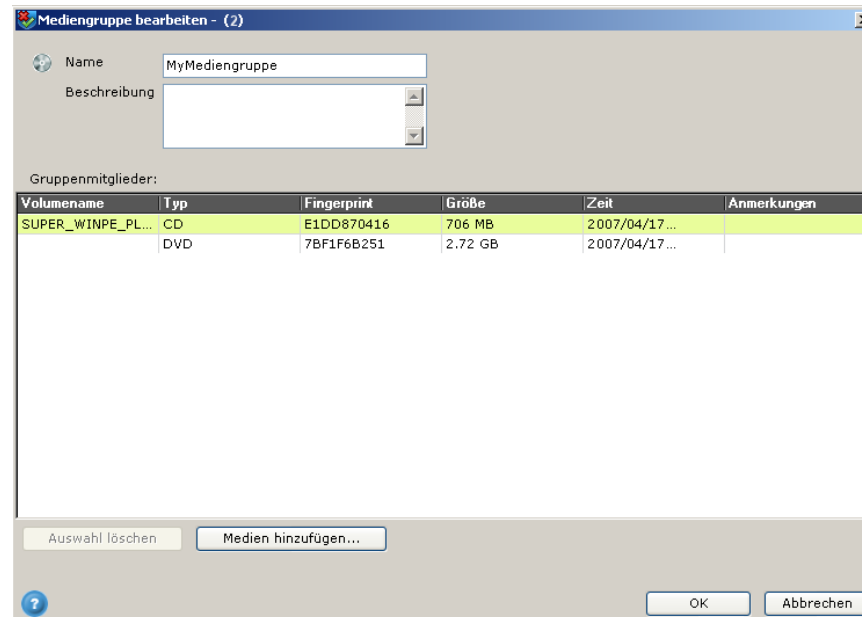 Mediengruppe bearbeiten - (2)
Name
MyMediengruppe
Beschreibung
Gruppenmitglieder:
Volumename Typ Fingerprint Größe Zeit Anmerkungen
SUPER_WINPE_PL... CD E1DD870416 706 MB 2007/04/17...
DVD 7BF1F6B251 2.72 GB 2007/04/17...
Auswahl löschen Medien hinzufügen...
? OK Abbrechen